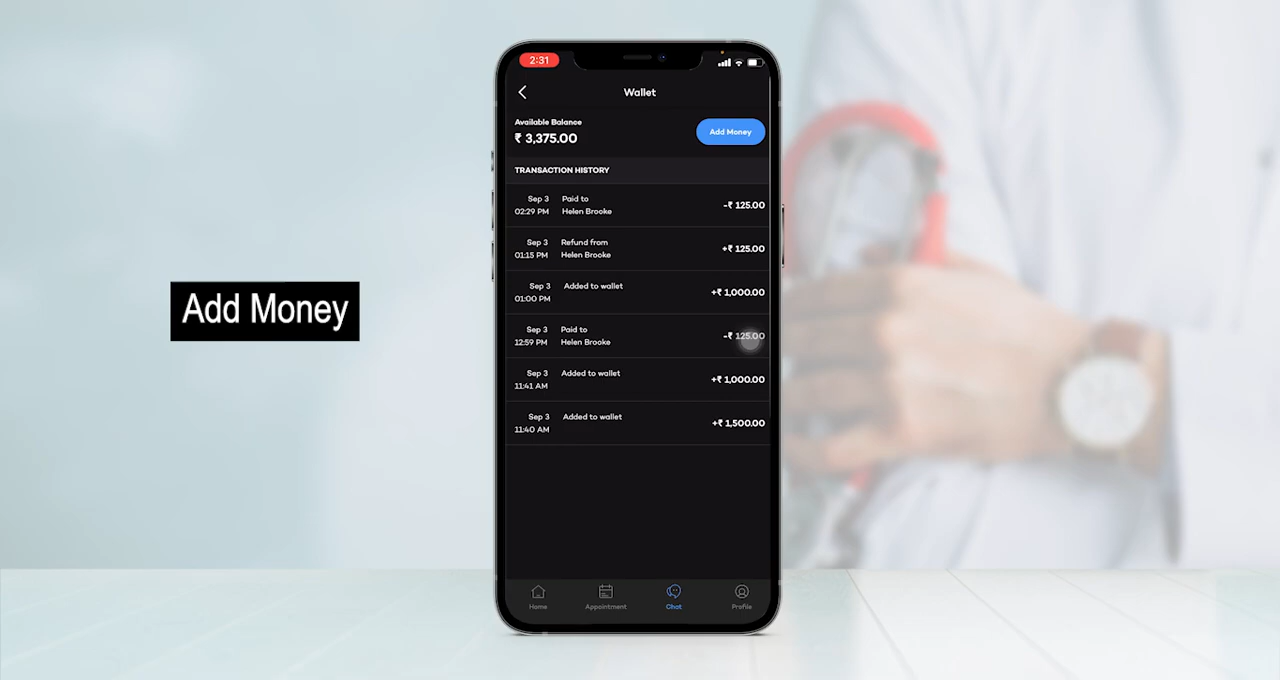 2:31
Wallet
Available Balance
₹ 3,375.00
Add Money
TRANSACTION HISTORY
Sep 3
02:29 PM
Paid to
Helen Brooke
-₹ 125.00
Sep 3
01:15 PM
Refund from
Helen Brooke
+₹ 125.00
Sep 3
01:00 PM
Added to wallet
+₹ 1,000.00
Sep 3
12:59 PM
Paid to
Helen Brooke
-₹ 125.00
Sep 3
11:41 AM
Added to wallet
+₹ 1,000.00
Sep 3
11:40 AM
Added to wallet
+₹ 1,500.00
Home
Appointment
Chat
Profile
Add Money